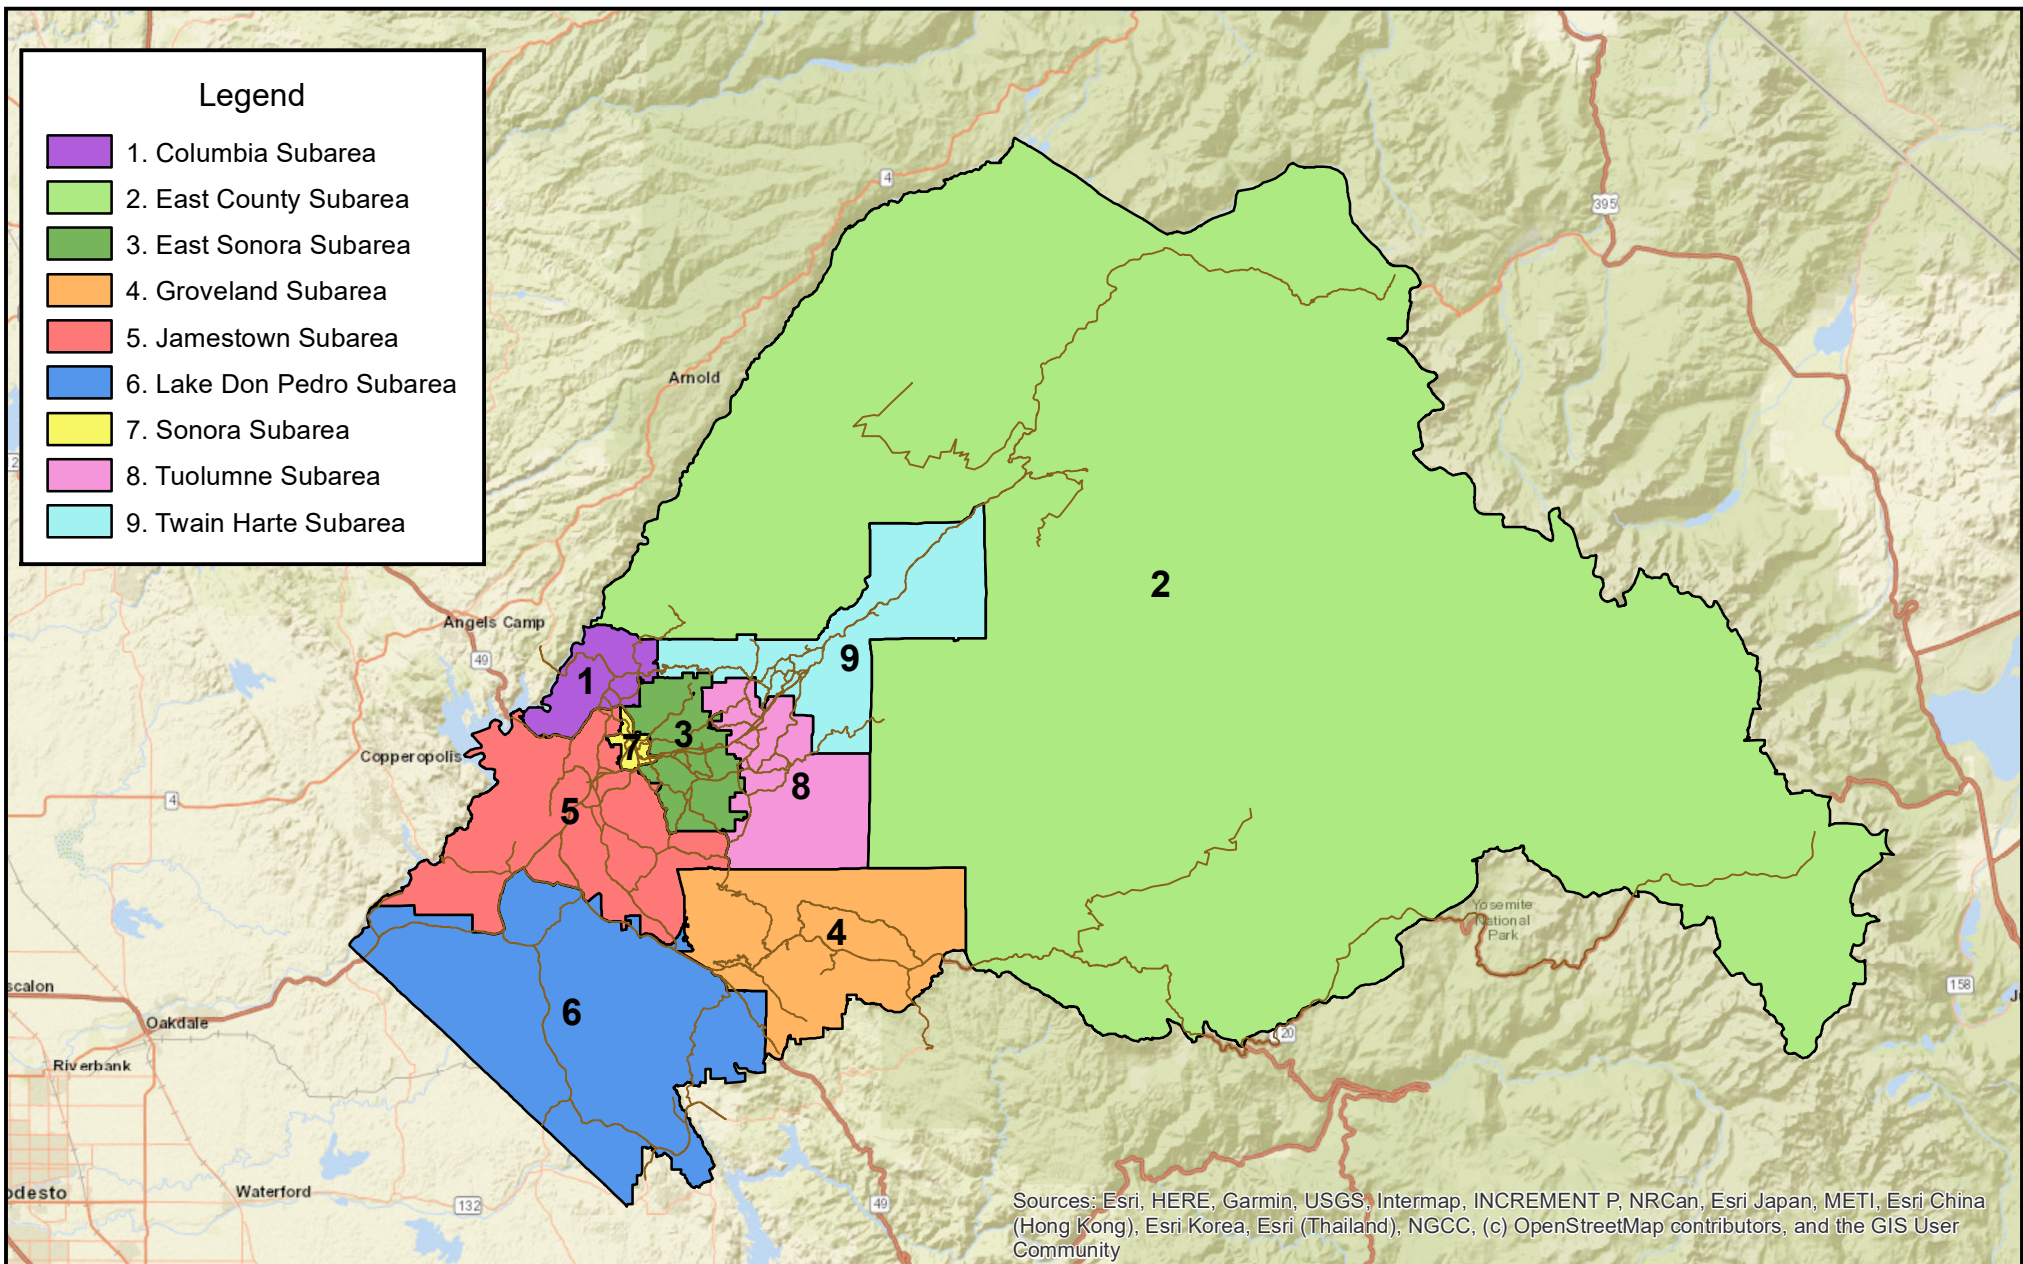 Legend
1. Columbia Subarea
2. East County Subarea
3. East Sonora Subarea
4. Groveland Subarea
5. Jamestown Subarea
6. Lake Don Pedro Subarea
7. Sonora Subarea
8. Tuolumne Subarea
9. Twain Harte Subarea
4
395
Arnold
2
2
Angels Camp
49
1
9
3
7
Copperopolis
8
4
5
Yosemite
National
Park
4
scalon
158
6
Oakdale
20
Riverbank
odesto
Waterford
132
49
Sources: Esri, HERE, Garmin, USGS, Intermap, INCREMENT P, NRCan, Esri Japan, METI, Esri China
(Hong Kong), Esri Korea, Esri (Thailand), NGCC, (c) OpenStreetMap contributors, and the GIS User
Community